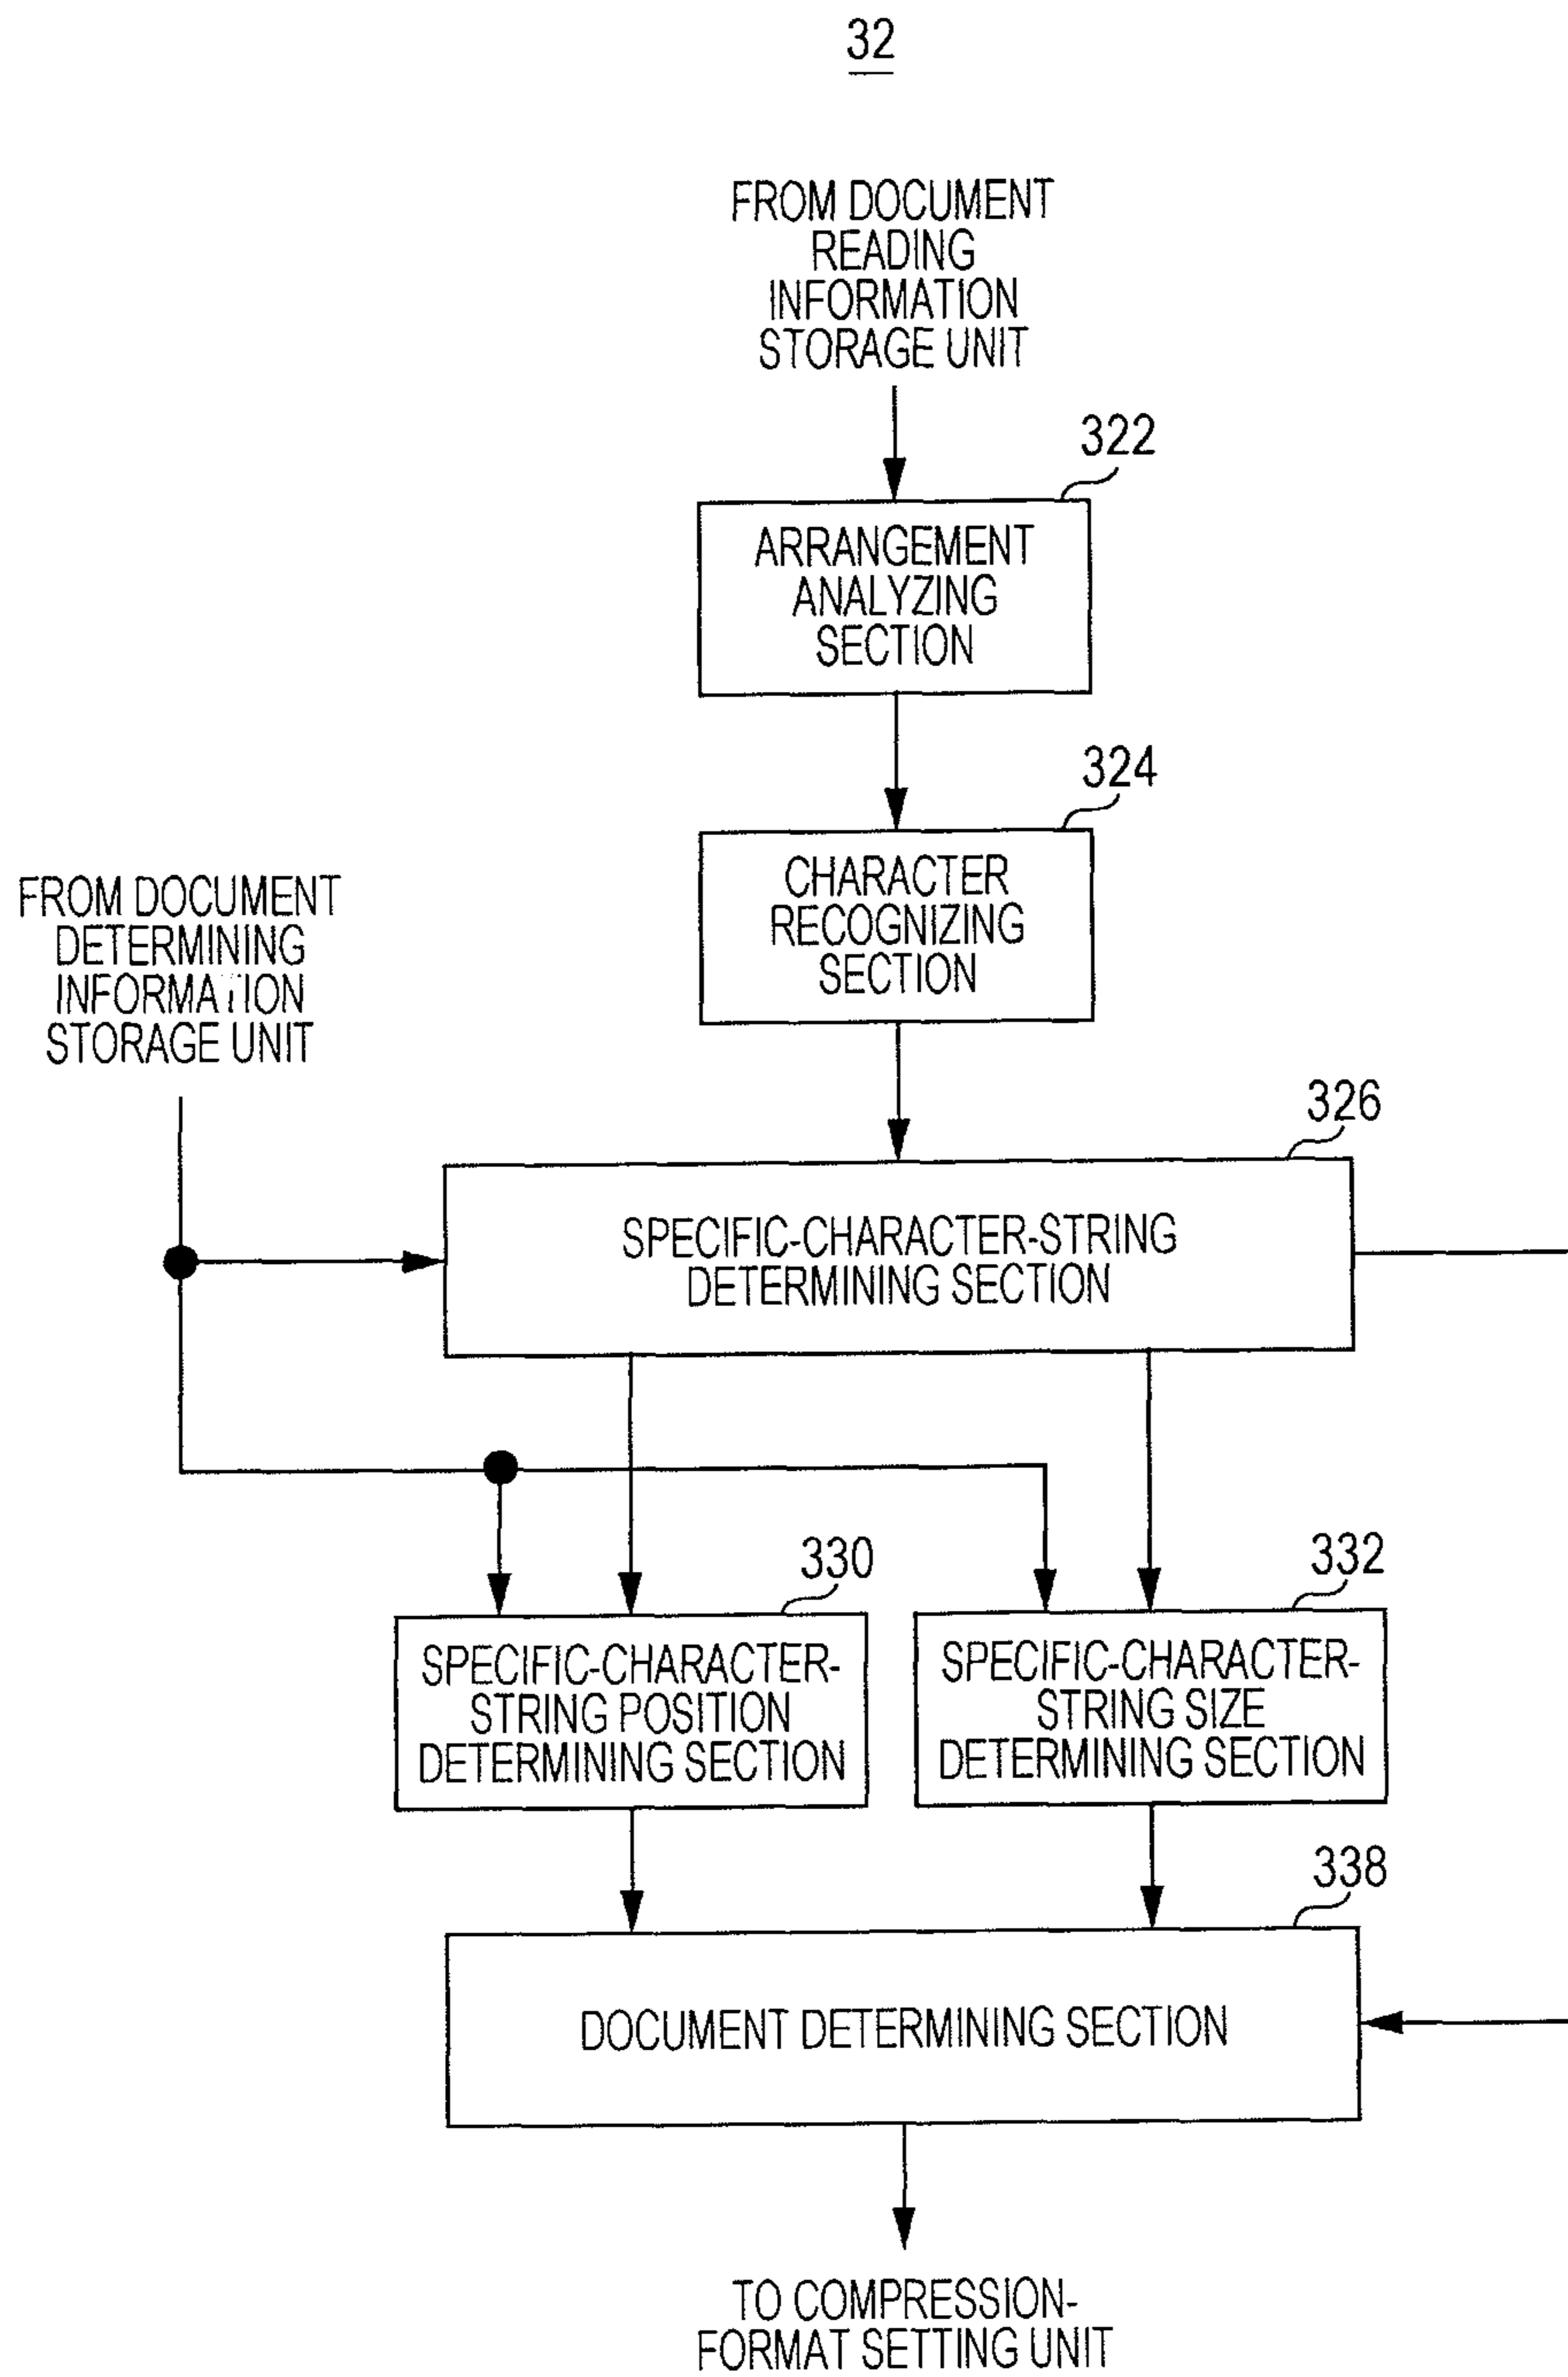 32
FROM DOCUMENT
READING
INFORMATION
STORAGE UNIT
322
ARRANGEMENT
ANALYZING
SECTION
324
CHARACTER
RECOGNIZING
SECTION
FROM DOCUMENT
DETERMINING
INFORMATION
STORAGE UNIT
326
SPECIFIC-CHARACTER-STRING
DETERMINING SECTION
330
SPECIFIC-CHARACTER-
STRING POSITION
DETERMINING SECTION
332
SPECIFIC-CHARACTER-
STRING SIZE
DETERMINING SECTION
338
DOCUMENT DETERMINING SECTION
TO COMPRESSION-
FORMAT SETTING UNIT